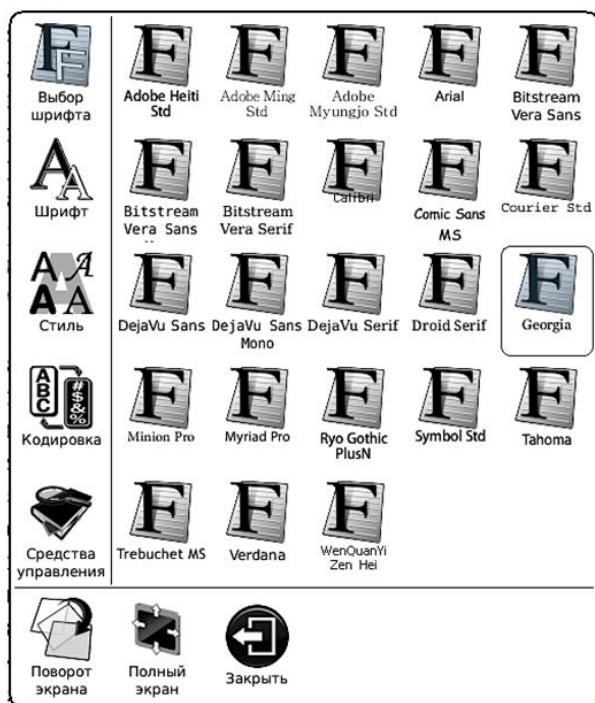 Выбор
шрифта
Adobe Heiti
Std
Adobe Ming
Std
Adobe
Myungjo Std
Arial
Bitstream
Vera Sans
Шрифт
Bitstream
Vera Sans
Bitstream
Vera Serif
Calibri
Comic Sans
MS
Courier Std
Стиль
DejaVu Sans
DejaVu Sans
Mono
DejaVu Serif
Droid Serif
Georgia
ABC
#$&%
Кодировка
Minion Pro
Myriad Pro
Ryo Gothic
PlusN
Symbol Std
Tahoma
Средства
управления
Trebuchet MS
Verdana
WenQuanYi
Zen Hei
Поворот
экрана
Полный
экран
Закрыть